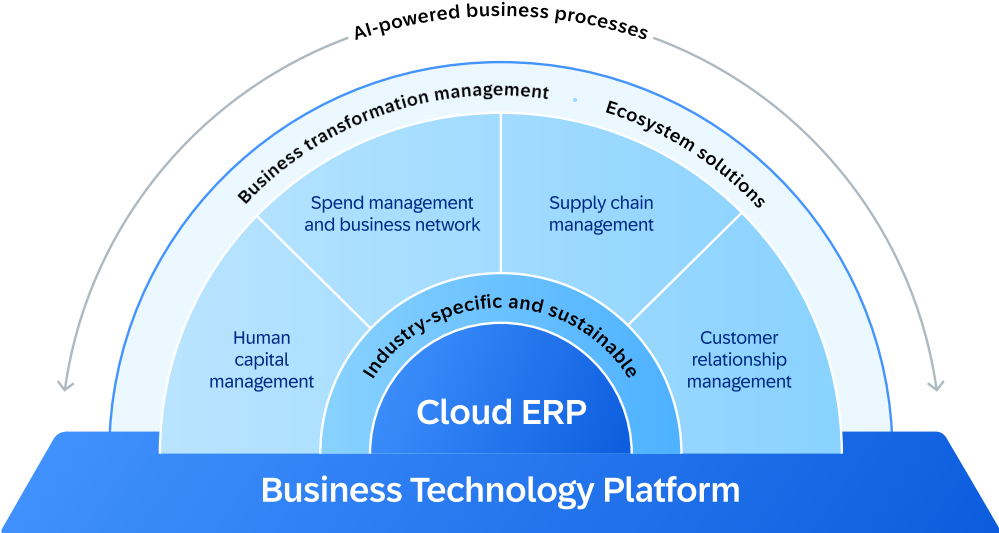 AI-powered business processes
Business transformation management · Ecosystem solutions
Spend management
and business network
Supply chain
management
Human
capital
management
Customer
relationship
management
Industry-specific and sustainable
Cloud ERP
Business Technology Platform